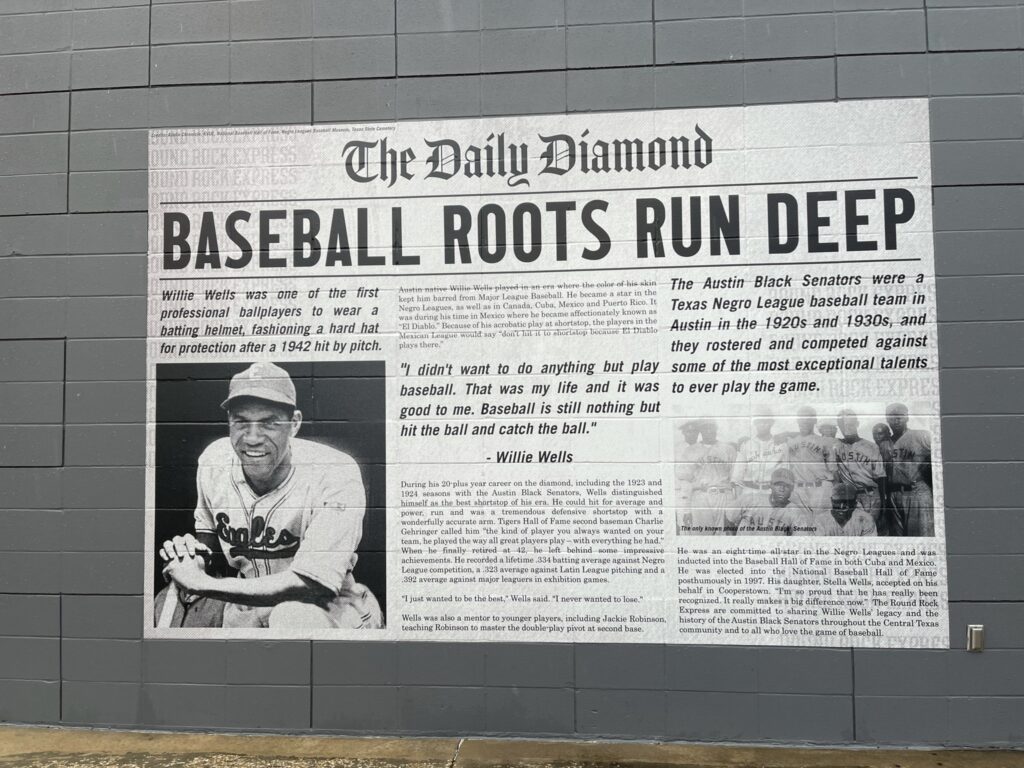 Credits: Austin Chronicle, KVUE, National Baseball Hall of Fame, Negro Leagues Baseball Museum, Texas State Cemetery
The Daily Diamond
BASEBALL ROOTS RUN DEEP
Willie Wells was one of the first
professional ballplayers to wear a
batting helmet, fashioning a hard hat
for protection after a 1942 hit by pitch.
Eagles
Austin native Willie Wells played in an era where the color of his skin
kept him barred from Major League Baseball. He became a star in the
Negro Leagues, as well as in Canada, Cuba, Mexico and Puerto Rico. It
was during his time in Mexico where he became affectionately known as
"El Diablo." Because of his acrobatic play at shortstop, the players in the
Mexican League would say "don't hit it to shortstop because El Diablo
plays there."
"I didn't want to do anything but play
baseball. That was my life and it was
good to me. Baseball is still nothing but
hit the ball and catch the ball."
- Willie Wells
During his 20-plus year career on the diamond, including the 1923 and
1924 seasons with the Austin Black Senators, Wells distinguished
himself as the best shortstop of his era. He could hit for average and
power, run and was a tremendous defensive shortstop with a
wonderfully accurate arm. Tigers Hall of Fame second baseman Charlie
Gehringer called him "the kind of player you always wanted on your
team, he played the way all great players play – with everything he had."
When he finally retired at 42, he left behind some impressive
achievements. He recorded a lifetime .334 batting average against Negro
League competition, a .323 average against Latin League pitching and a
.392 average against major leaguers in exhibition games.
"I just wanted to be the best," Wells said. "I never wanted to lose."
Wells was also a mentor to younger players, including Jackie Robinson,
teaching Robinson to master the double-play pivot at second base.
The Austin Black Senators were a
Texas Negro League baseball team in
Austin in the 1920s and 1930s, and
they rostered and competed against
some of the most exceptional talents
to ever play the game.
AUSTIN
The only known photo of the Austin Black Senators
He was an eight-time all-star in the Negro Leagues and was
inducted into the Baseball Hall of Fame in both Cuba and Mexico.
He was elected into the National Baseball Hall of Fame
posthumously in 1997. His daughter, Stella Wells, accepted on his
behalf in Cooperstown. "I'm so proud that he has really been
recognized. It really makes a big difference now." The Round Rock
Express are committed to sharing Willie Wells' legacy and the
history of the Austin Black Senators throughout the Central Texas
community and to all who love the game of baseball.
ROUND ROCK EXPRESS